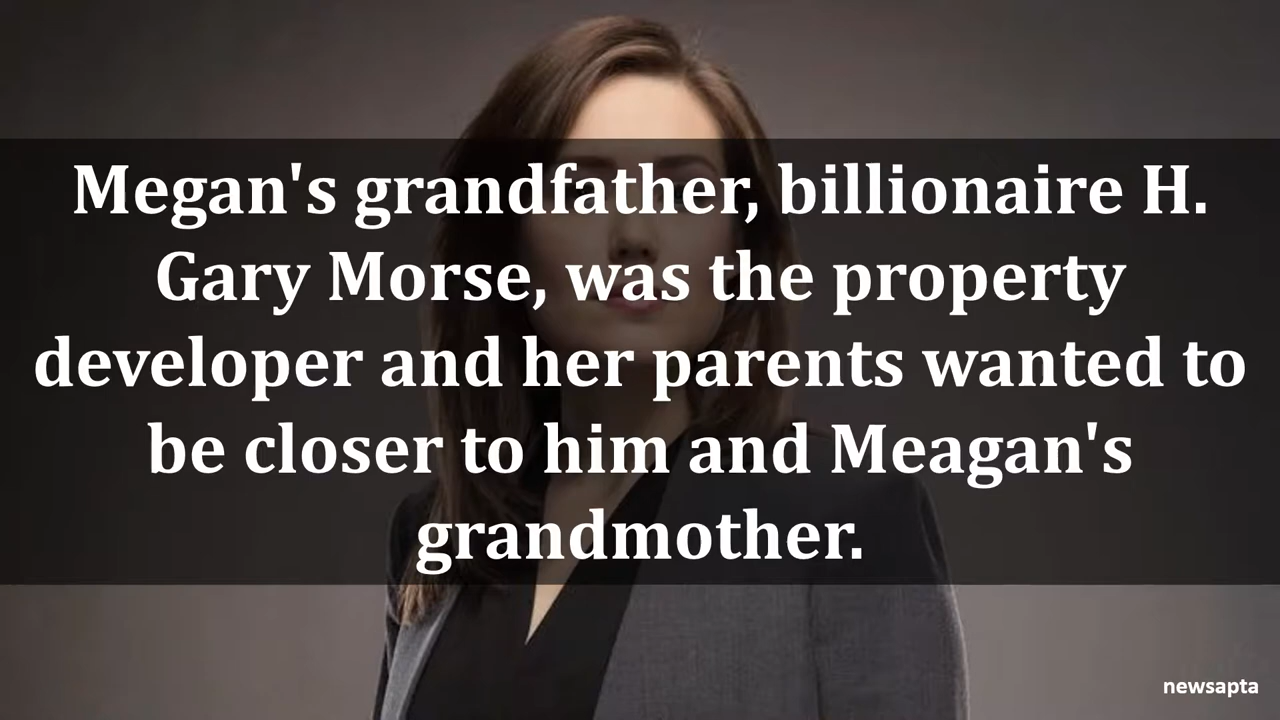 Megan's grandfather, billionaire H.
Gary Morse, was the property
developer and her parents wanted to
be closer to him and Meagan's
grandmother.
newsapta